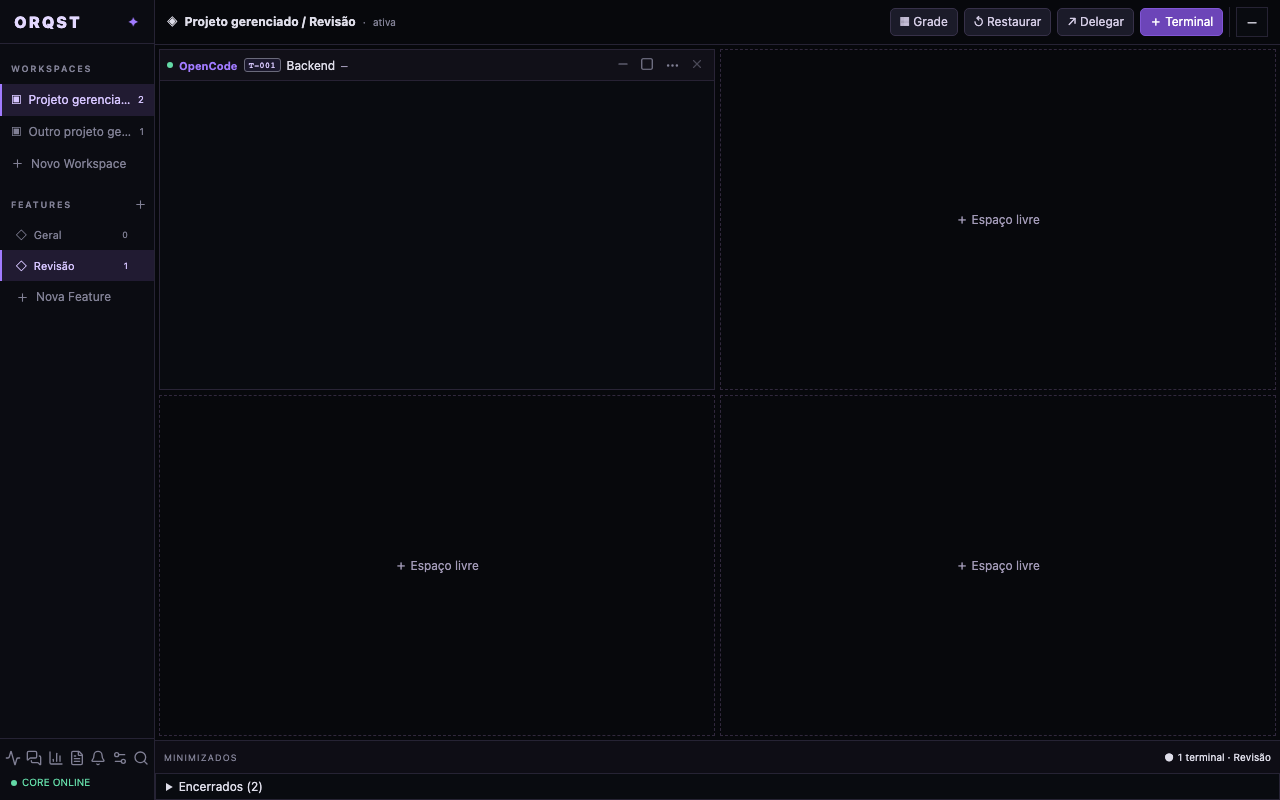 ORQST
Projeto gerenciado / Revisão · ativa
Grade
Restaurar
Delegar
+ Terminal
WORKSPACES
Projeto gerencia... 2
Outro projeto ge... 1
+ Novo Workspace
FEATURES +
Geral 0
Revisão 1
+ Nova Feature
OpenCode T-001 Backend —
+ Espaço livre
+ Espaço livre
+ Espaço livre
MINIMIZADOS
1 terminal · Revisão
Encerrados (2)
CORE ONLINE